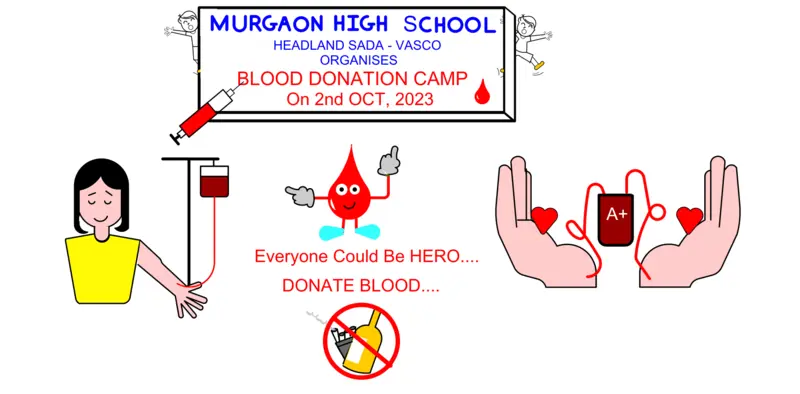 MURGAON HIGH SCHOOL
HEADLAND SADA - VASCO
ORGANISES
BLOOD DONATION CAMP
On 2nd OCT, 2023
A+
Everyone Could Be HERO....
DONATE BLOOD....